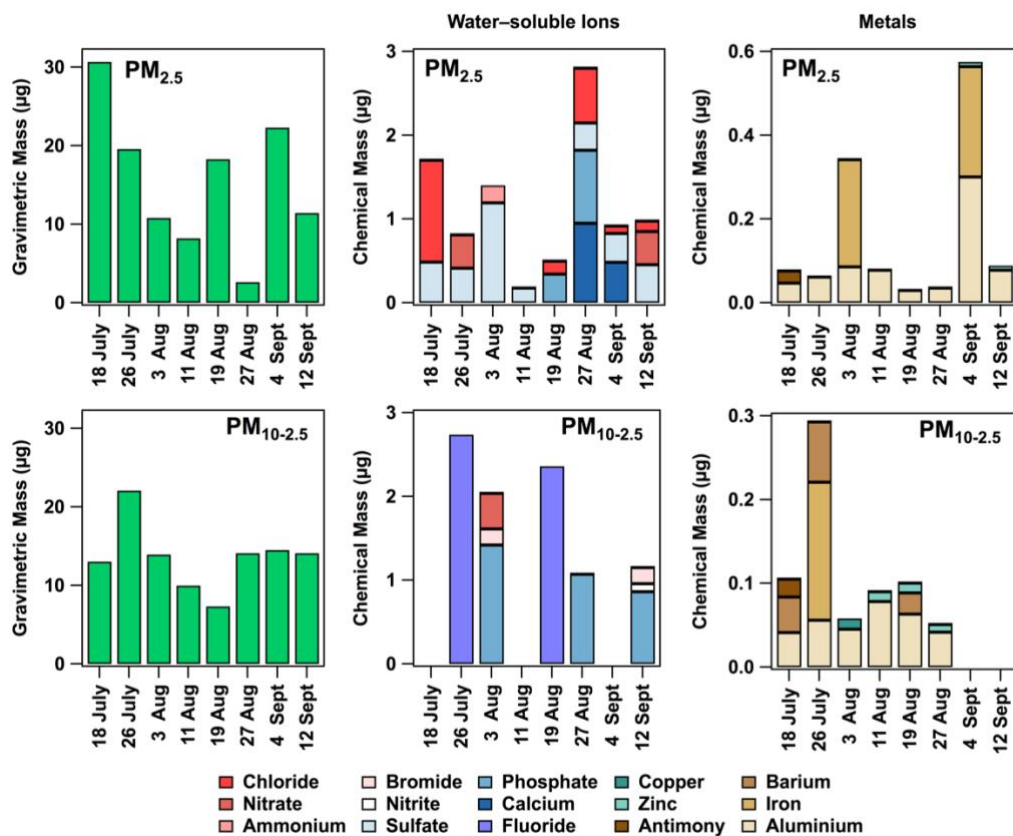 Water–soluble Ions
Metals
Gravimetric Mass (µg)
30
20
10
0
PM2.5
18 July
26 July
3 Aug
11 Aug
19 Aug
27 Aug
4 Sept
12 Sept
Chemical Mass (µg)
3
2
1
0
PM2.5
18 July
26 July
3 Aug
11 Aug
19 Aug
27 Aug
4 Sept
12 Sept
Chemical Mass (µg)
0.6
0.4
0.2
0.0
PM2.5
18 July
26 July
3 Aug
11 Aug
19 Aug
27 Aug
4 Sept
12 Sept
Gravimetric Mass (µg)
30
20
10
0
PM10-2.5
18 July
26 July
3 Aug
11 Aug
19 Aug
27 Aug
4 Sept
12 Sept
Chemical Mass (µg)
3
2
1
0
PM10-2.5
18 July
26 July
3 Aug
11 Aug
19 Aug
27 Aug
4 Sept
12 Sept
Chemical Mass (µg)
0.3
0.2
0.1
0.0
PM10-2.5
18 July
26 July
3 Aug
11 Aug
19 Aug
27 Aug
4 Sept
12 Sept
Chloride Bromide Phosphate Copper Barium
Nitrate Nitrite Calcium Zinc Iron
Ammonium Sulfate Fluoride Antimony Aluminium